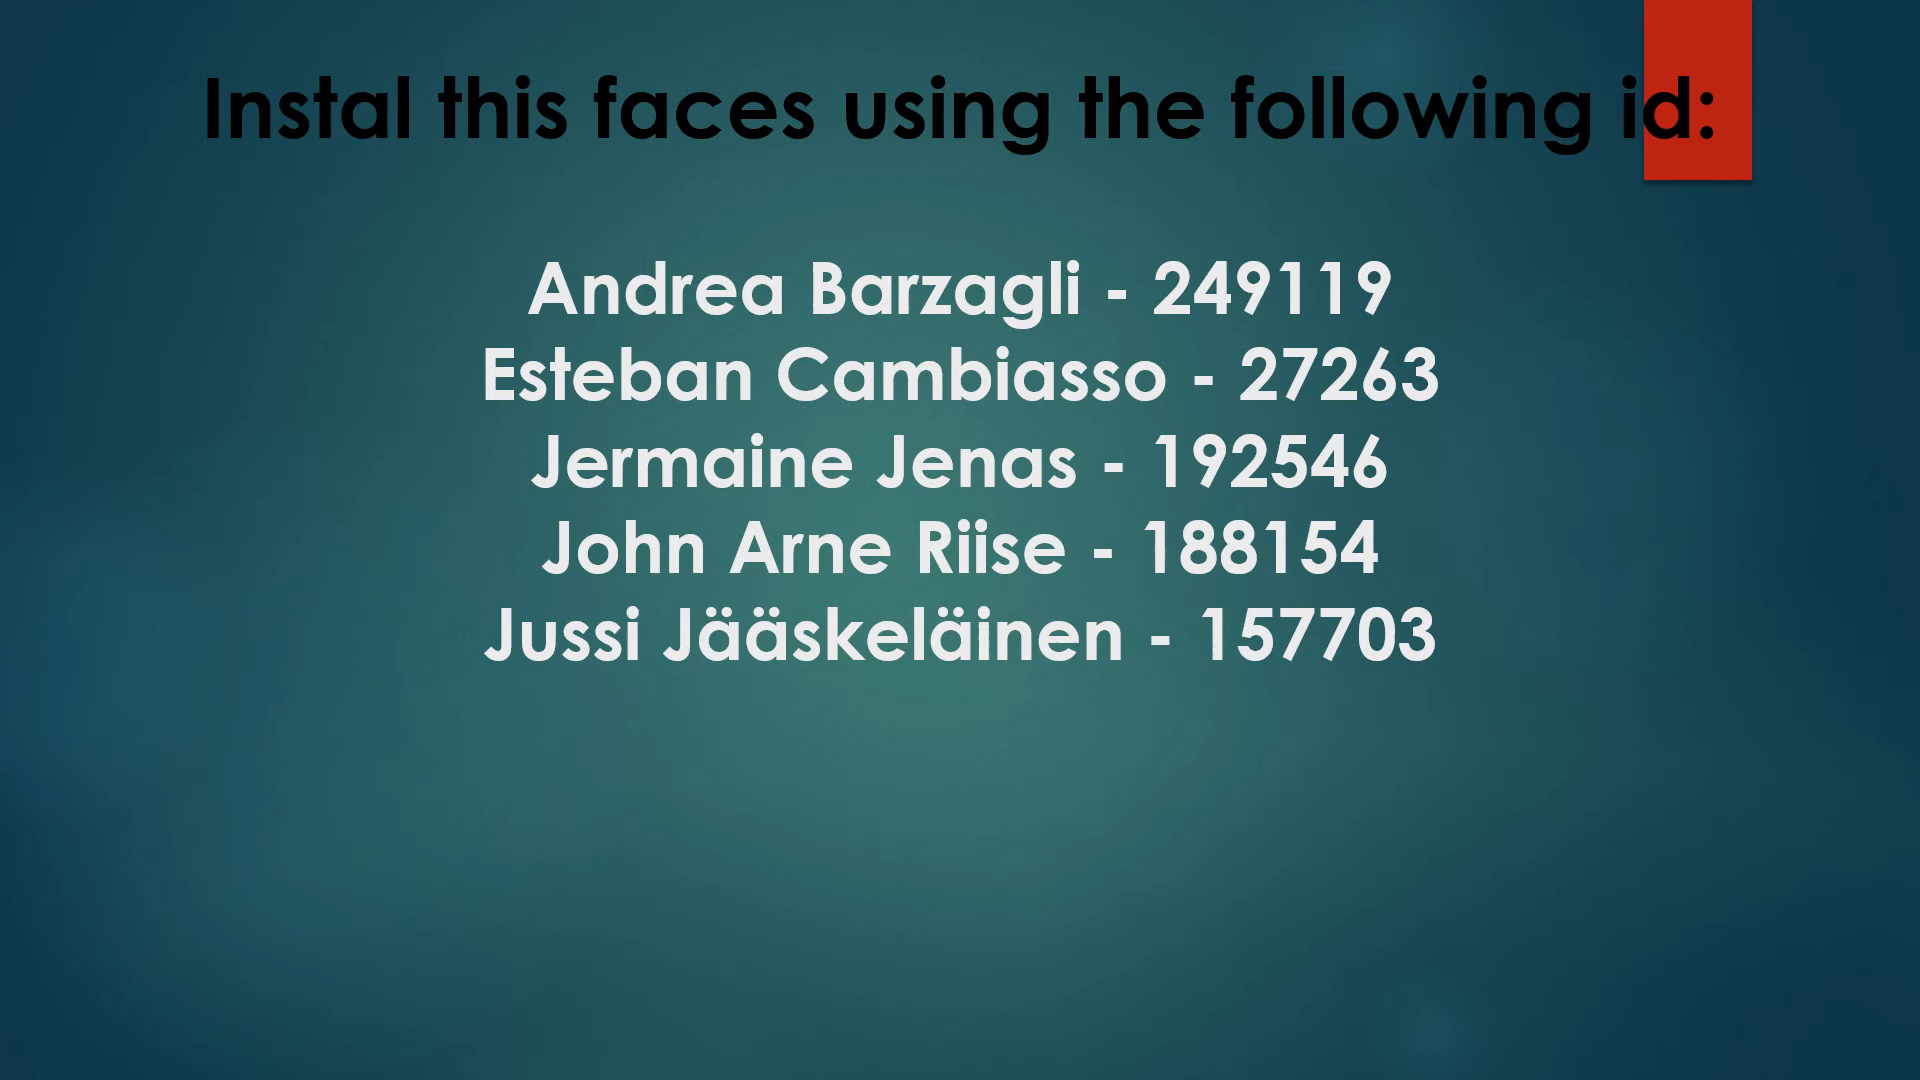 Instal this faces using the following id:
Andrea Barzagli - 249119
Esteban Cambiasso - 27263
Jermaine Jenas - 192546
John Arne Riise - 188154
Jussi Jääskeläinen - 157703